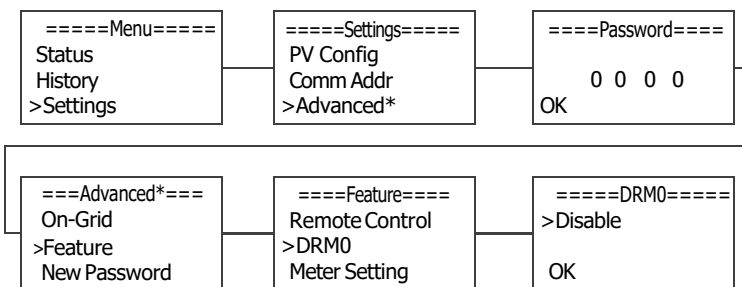 =====Menu=====
Status
History
>Settings
=====Settings=====
PV Config
Comm Addr
>Advanced*
====Password====
0 0 0 0
OK
===Advanced*===
On-Grid
>Feature
New Password
====Feature====
Remote Control
>DRM0
Meter Setting
=====DRM0=====
>Disable
OK